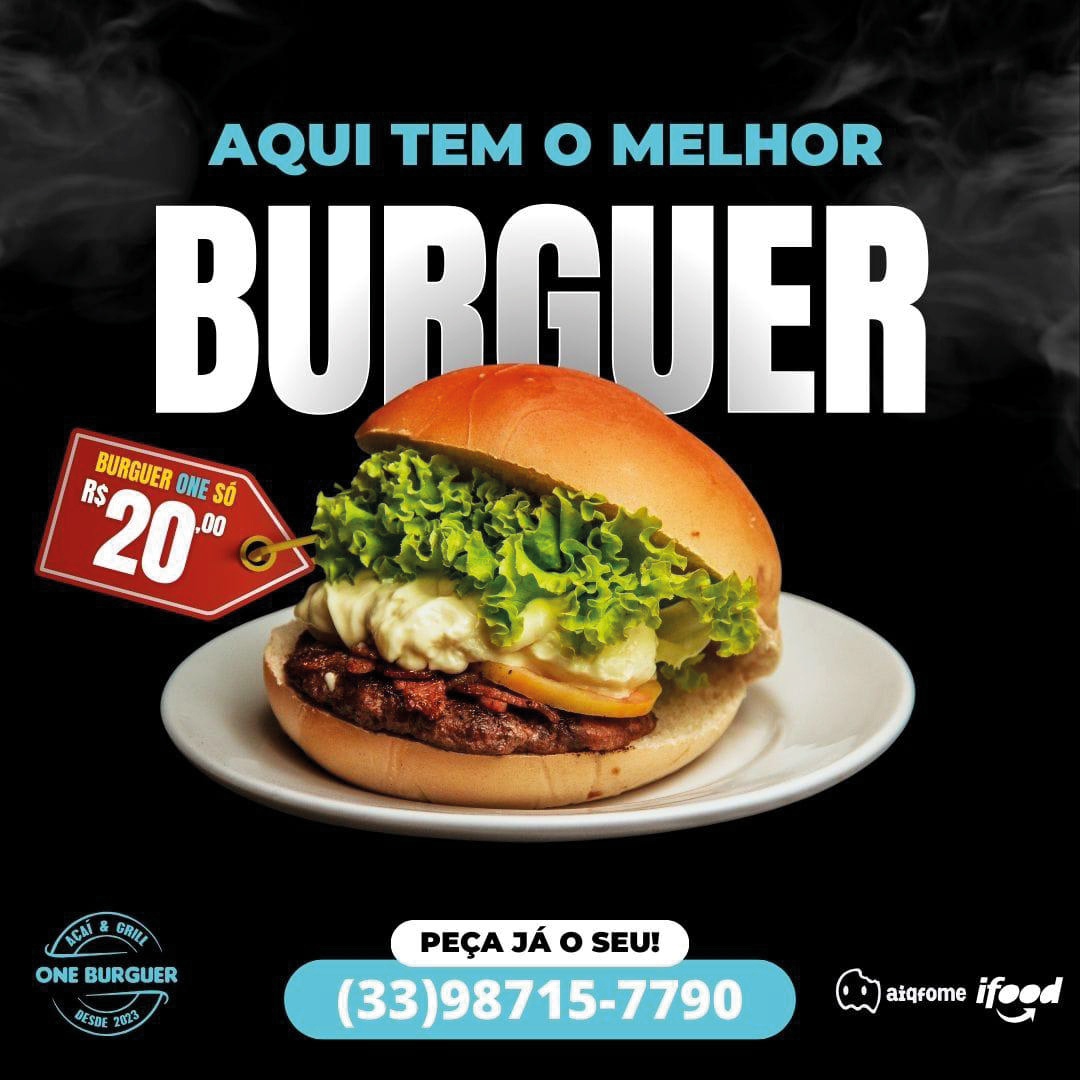 AQUI TEM O MELHOR
BURGUER
BURGUER ONE SÓ
R$ 20,00
AÇAÍ & GRILL
ONE BURGUER
DESDE 2023
PEÇA JÁ O SEU!
(33)98715-7790
aiqfome ifood